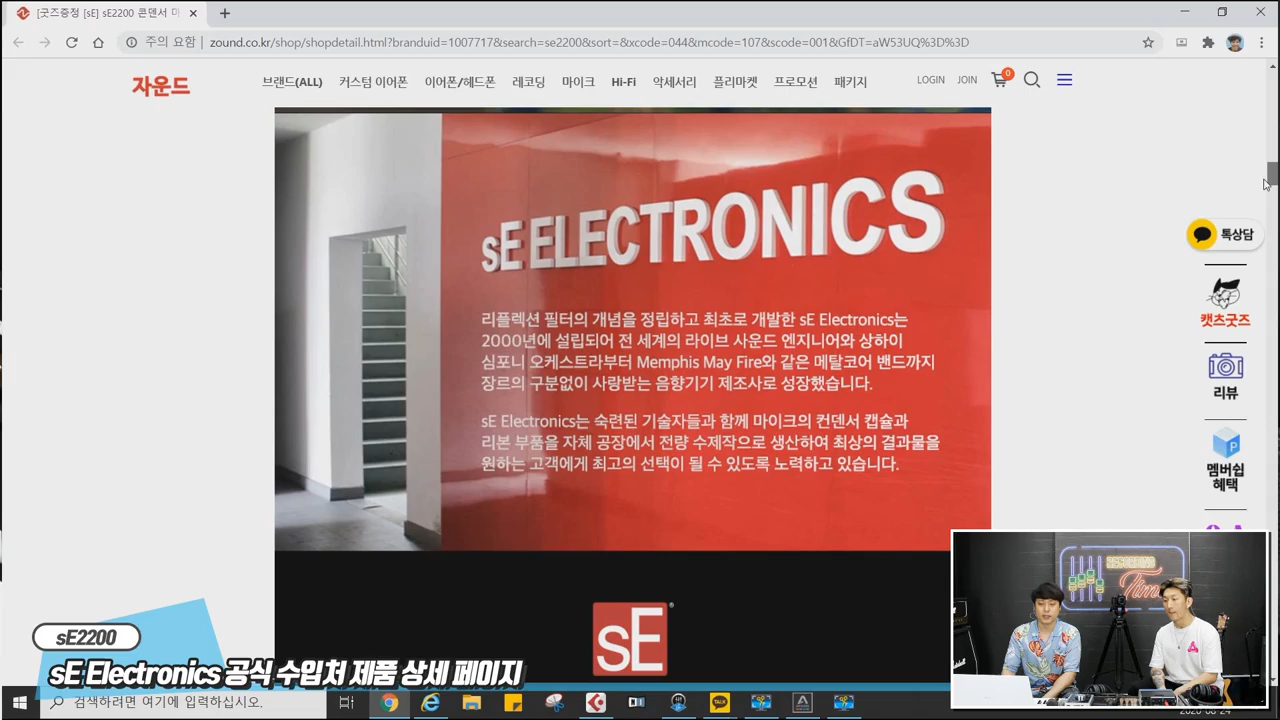 [굿즈증정 [sE] sE2200 콘덴서 마
주의 요함
zound.co.kr/shop/shopdetail.html?branduid=1007717&search=se2200&sort=&xcode=044&mcode=107&scode=001&GfDT=aW53UQ%3D%3D
자운드
브랜드(ALL) 커스텀 이어폰 이어폰/헤드폰 레코딩 마이크 Hi-Fi 악세서리 플리마켓 프로모션 패키지
LOGIN JOIN 0
sE ELECTRONICS
리플렉션 필터의 개념을 정립하고 최초로 개발한 sE Electronics는
2000년에 설립되어 전 세계의 라이브 사운드 엔지니어와 상하이
심포니 오케스트라부터 Memphis May Fire와 같은 메탈코어 밴드까지
장르의 구분없이 사랑받는 음향기기 제조사로 성장했습니다.
sE Electronics는 숙련된 기술자들과 함께 마이크의 컨덴서 캡슐과
리본 부품을 자체 공장에서 전량 수제작으로 생산하여 최상의 결과물을
원하는 고객에게 최고의 선택이 될 수 있도록 노력하고 있습니다.
톡상담
캣츠굿즈
리뷰
멤버쉽
혜택
sE®
Time
sE2200
sE Electronics 공식 수입처 제품 상세 페이지
검색하려면 여기에 입력하십시오.
TALK
2020-08-24